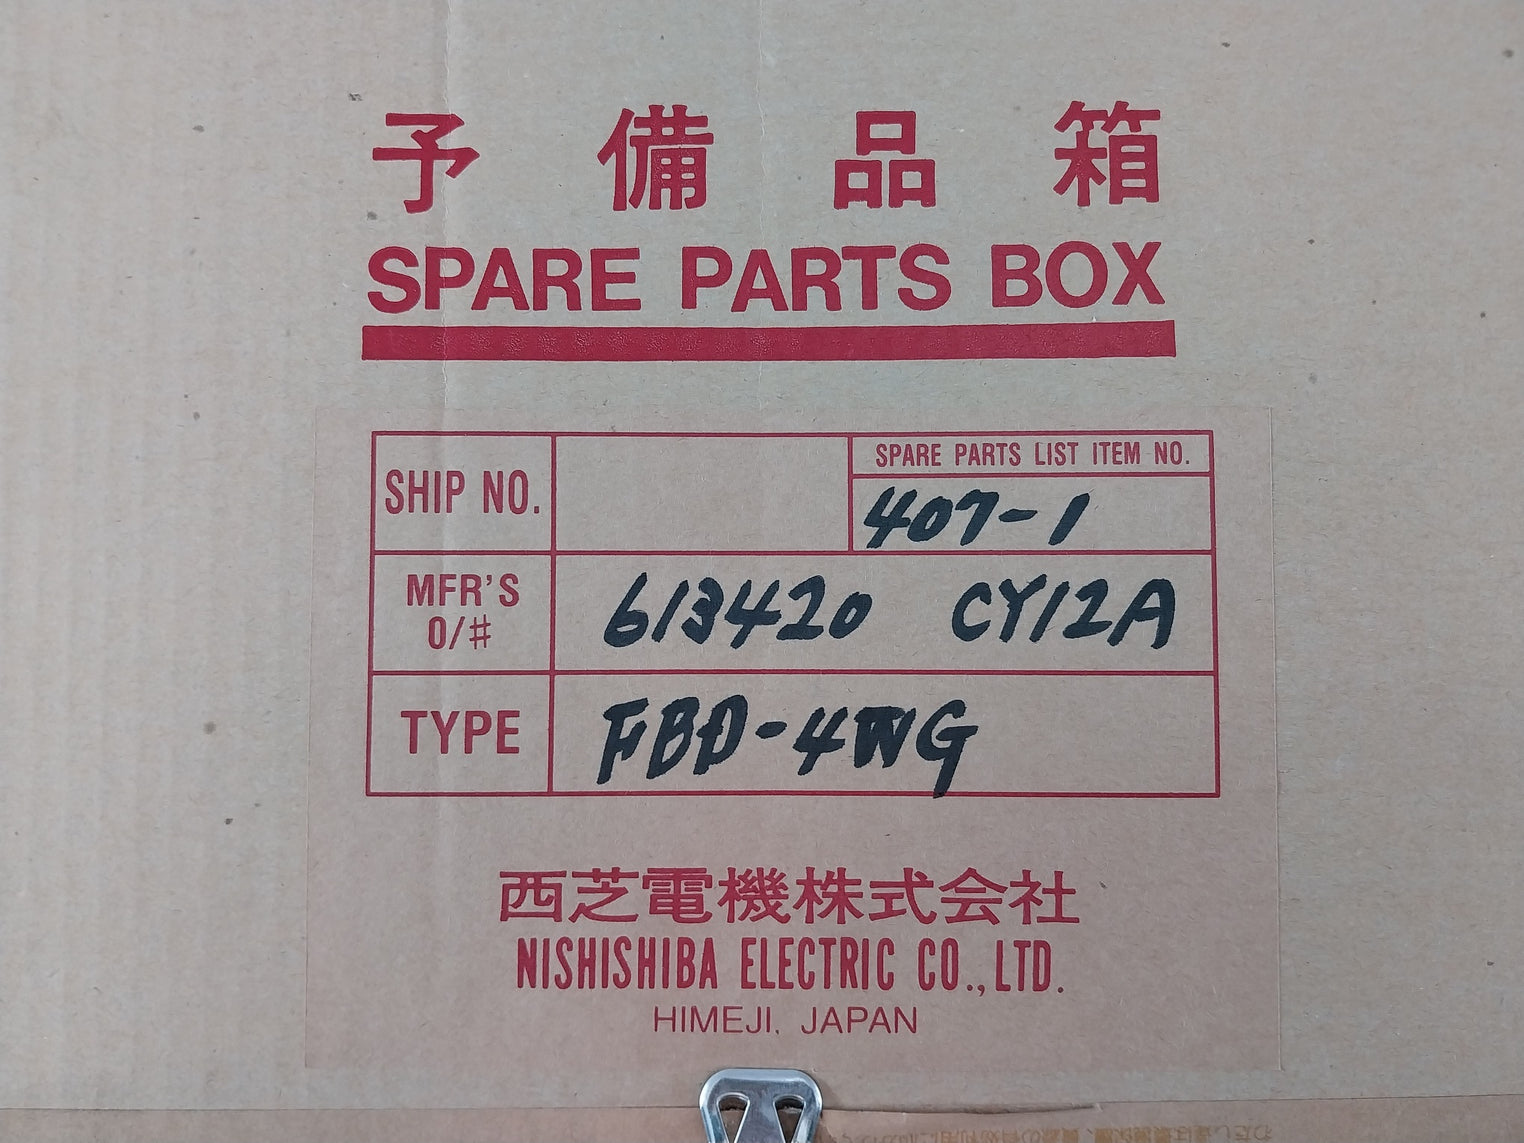 予備品箱
SPARE PARTS BOX
SHIP NO.
SPARE PARTS LIST ITEM NO.
407-1
MFR'S
O/#
613420 CY12A
TYPE
FBD-4WG
西芝電機株式会社
NISHISHIBA ELECTRIC CO., LTD.
HIMEJI, JAPAN